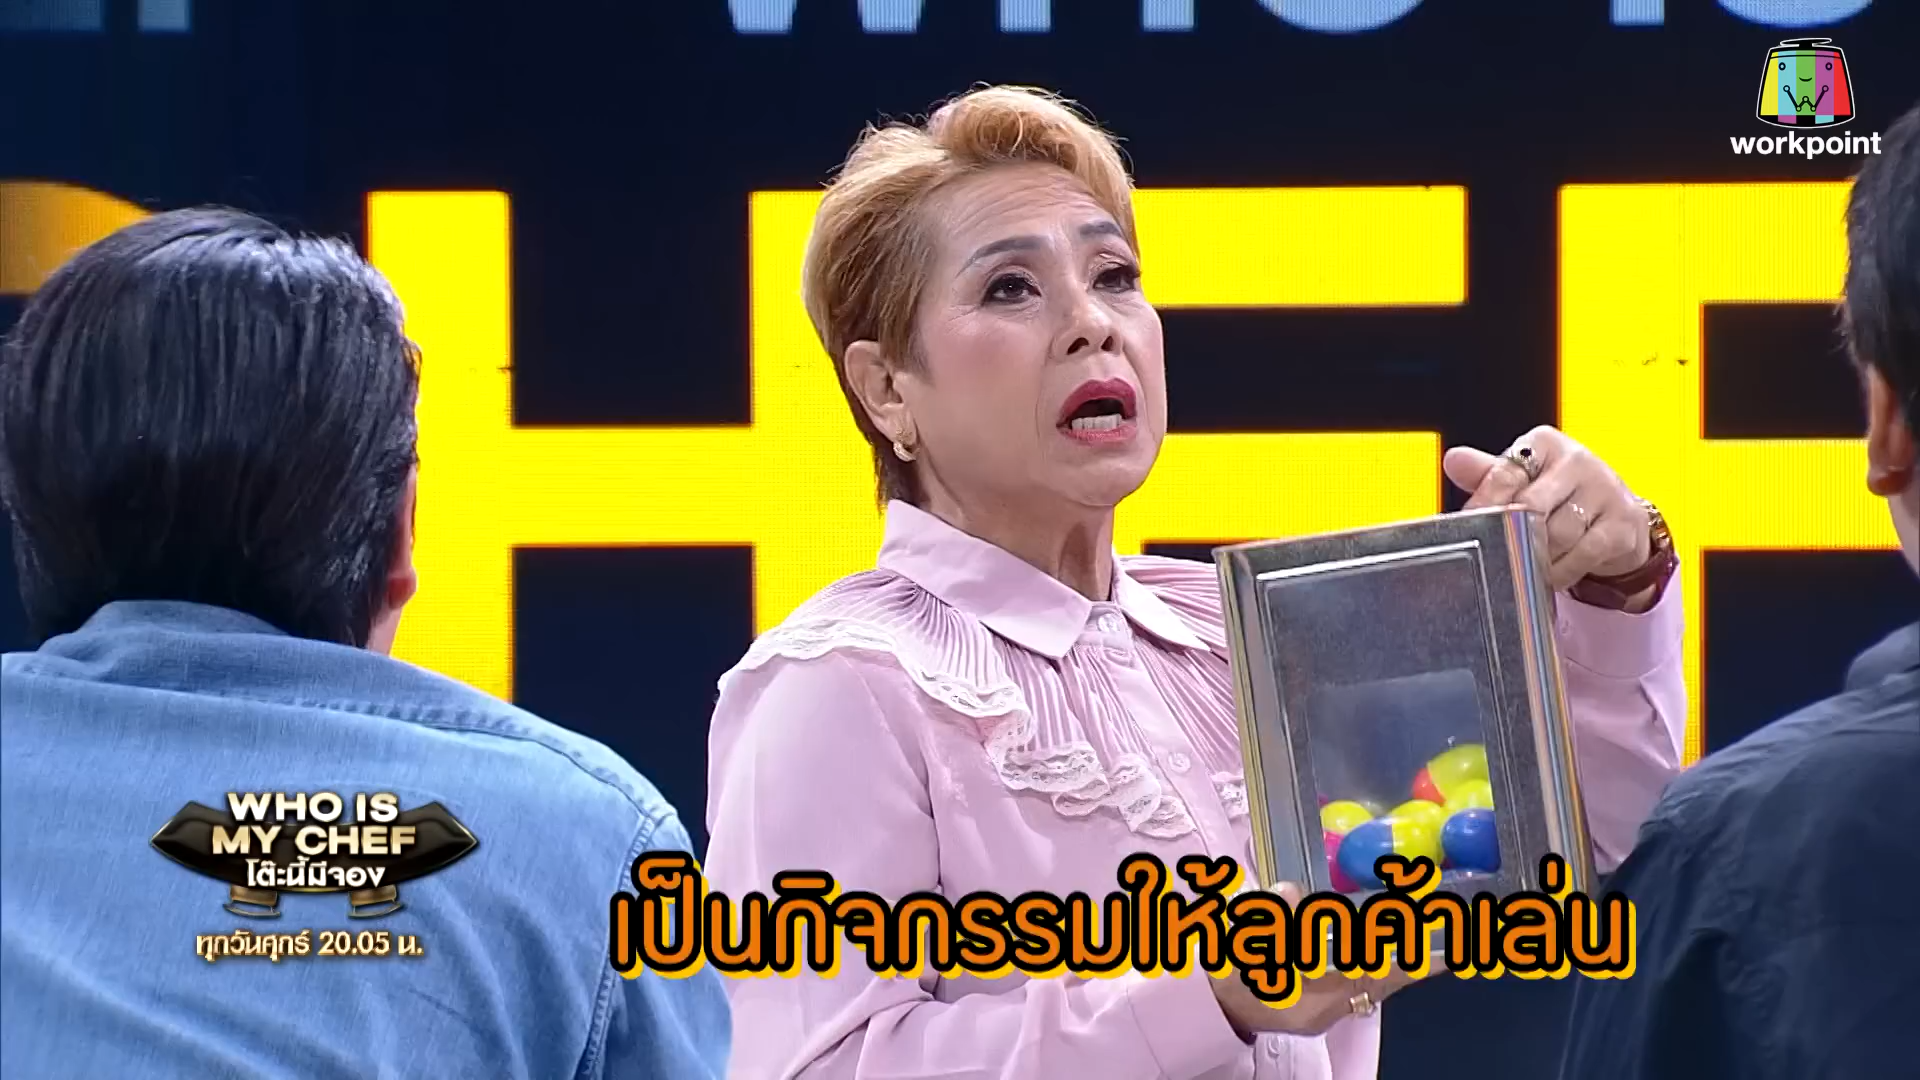 WHO IS
workpoint
WHO IS
MY CHEF
โต๊ะนี้มีจอง
ทุกวันศุกร์ 20.05 น.
เป็นกิจกรรมให้ลูกค้าเล่น